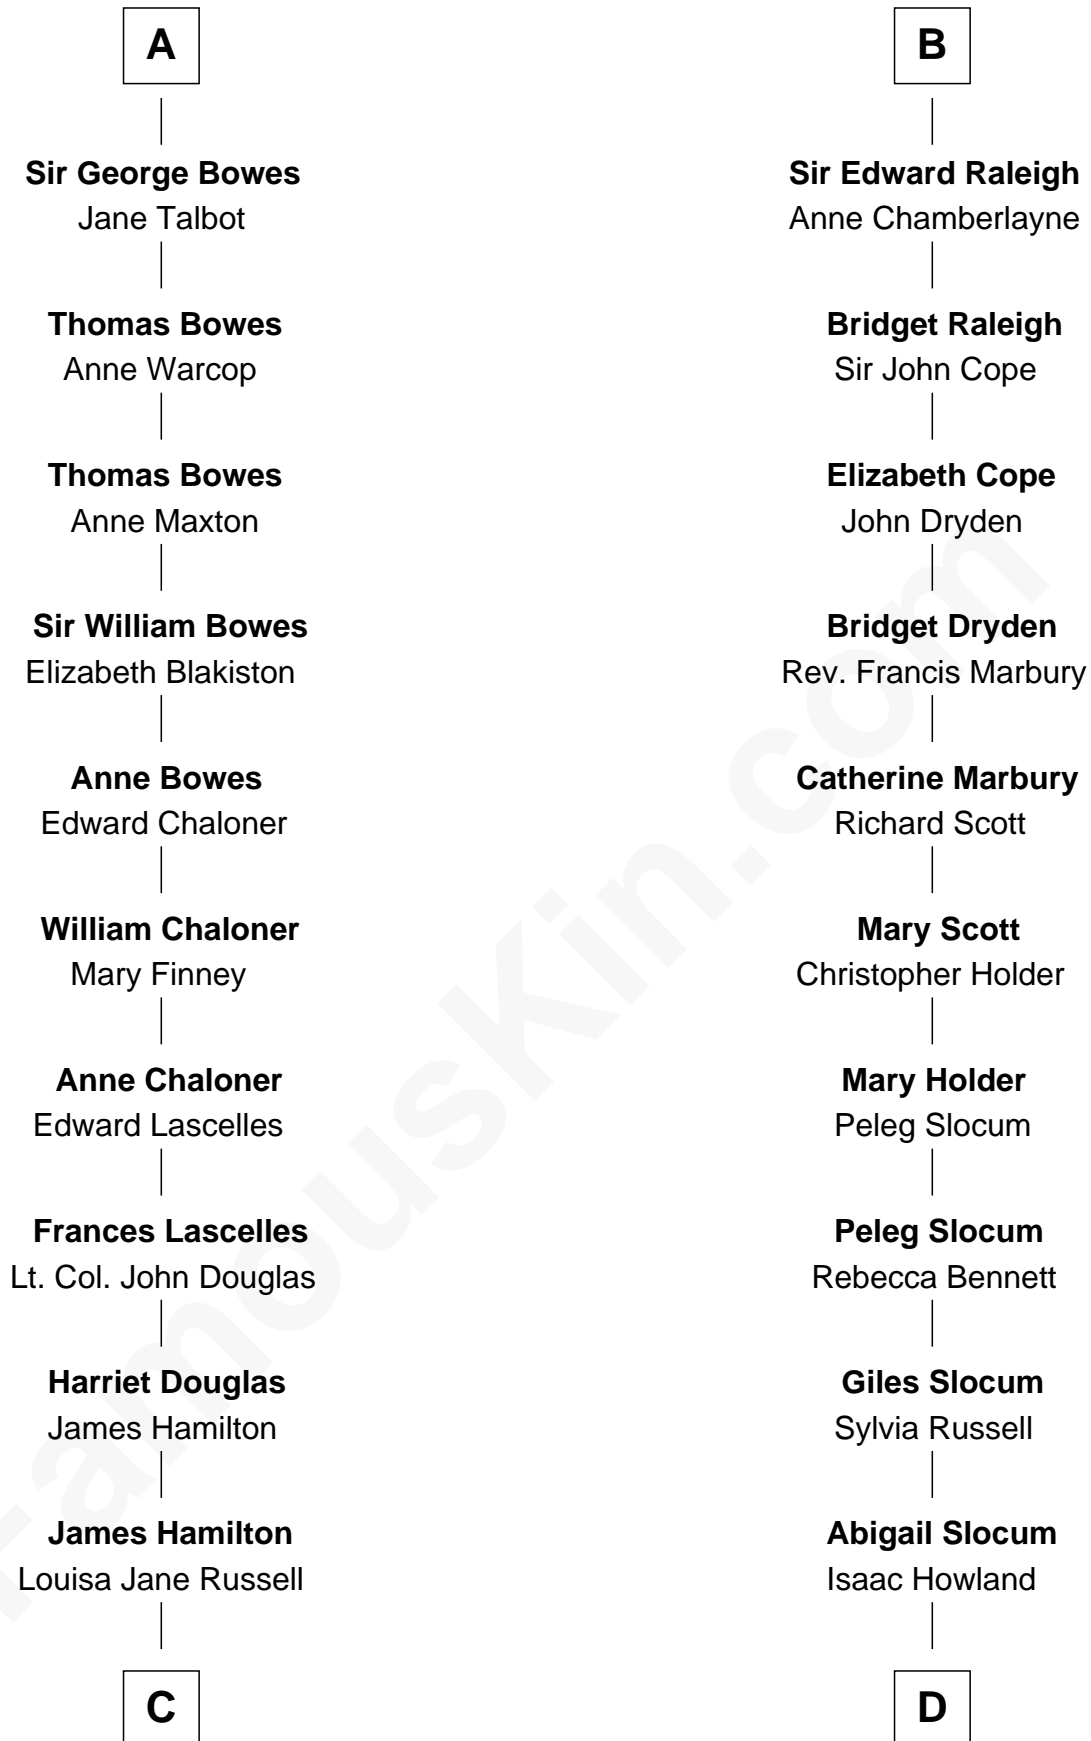 A
Sir George Bowes
Jane Talbot
Thomas Bowes
Anne Warcop
Thomas Bowes
Anne Maxton
Sir William Bowes
Elizabeth Blakiston
Anne Bowes
Edward Chaloner
William Chaloner
Mary Finney
Anne Chaloner
Edward Lascelles
Frances Lascelles
Lt. Col. John Douglas
Harriet Douglas
James Hamilton
James Hamilton
Louisa Jane Russell
C
B
Sir Edward Raleigh
Anne Chamberlayne
Bridget Raleigh
Sir John Cope
Elizabeth Cope
John Dryden
Bridget Dryden
Rev. Francis Marbury
Catherine Marbury
Richard Scott
Mary Scott
Christopher Holder
Mary Holder
Peleg Slocum
Peleg Slocum
Rebecca Bennett
Giles Slocum
Sylvia Russell
Abigail Slocum
Isaac Howland
D
FamousKin.com